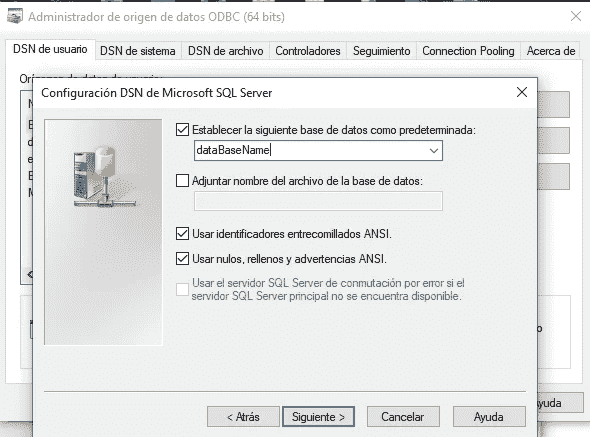 Administrador de origen de datos ODBC (64 bits)
DSN de usuario DSN de sistema DSN de archivo Controladores Seguimiento Connection Pooling Acerca de
Configuración DSN de Microsoft SQL Server
Establecer la siguiente base de datos como predeterminada:
dataBaseName
Adjuntar nombre del archivo de la base de datos:
Usar identificadores entrecomillados ANSI.
Usar nulos, rellenos y advertencias ANSI.
Usar el servidor SQL Server de conmutación por error si el
servidor SQL Server principal no se encuentra disponible.
< Atrás Siguiente > Cancelar Ayuda